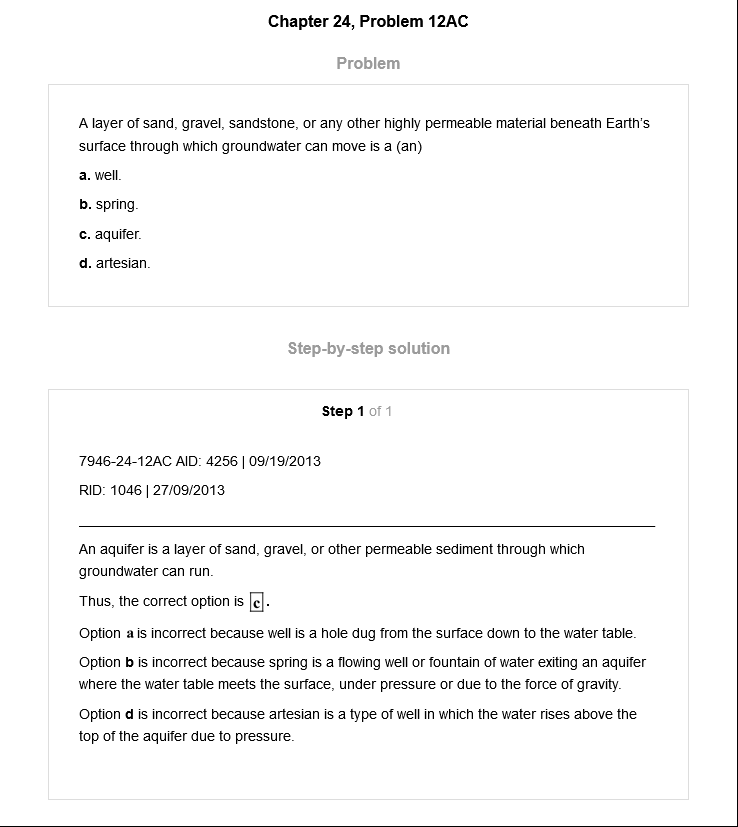 Chapter 24, Problem 12AC
Problem
A layer of sand, gravel, sandstone, or any other highly permeable material beneath Earth's
surface through which groundwater can move is a (an)
a. well.
b. spring.
c. aquifer.
d. artesian.
Step-by-step solution
Step 1 of 1
7946-24-12AC AID: 4256 | 09/19/2013
RID: 1046 | 27/09/2013
An aquifer is a layer of sand, gravel, or other permeable sediment through which
groundwater can run.
Thus, the correct option is c.
Option a is incorrect because well is a hole dug from the surface down to the water table.
Option b is incorrect because spring is a flowing well or fountain of water exiting an aquifer
where the water table meets the surface, under pressure or due to the force of gravity.
Option d is incorrect because artesian is a type of well in which the water rises above the
top of the aquifer due to pressure.